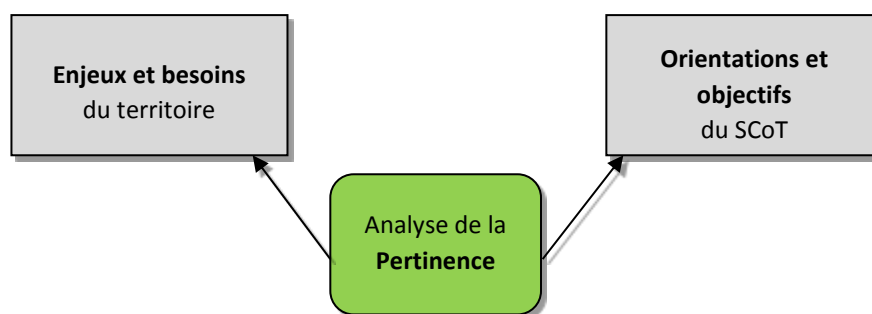 Enjeux et besoins
du territoire
Orientations et
objectifs
du SCoT
Analyse de la
Pertinence